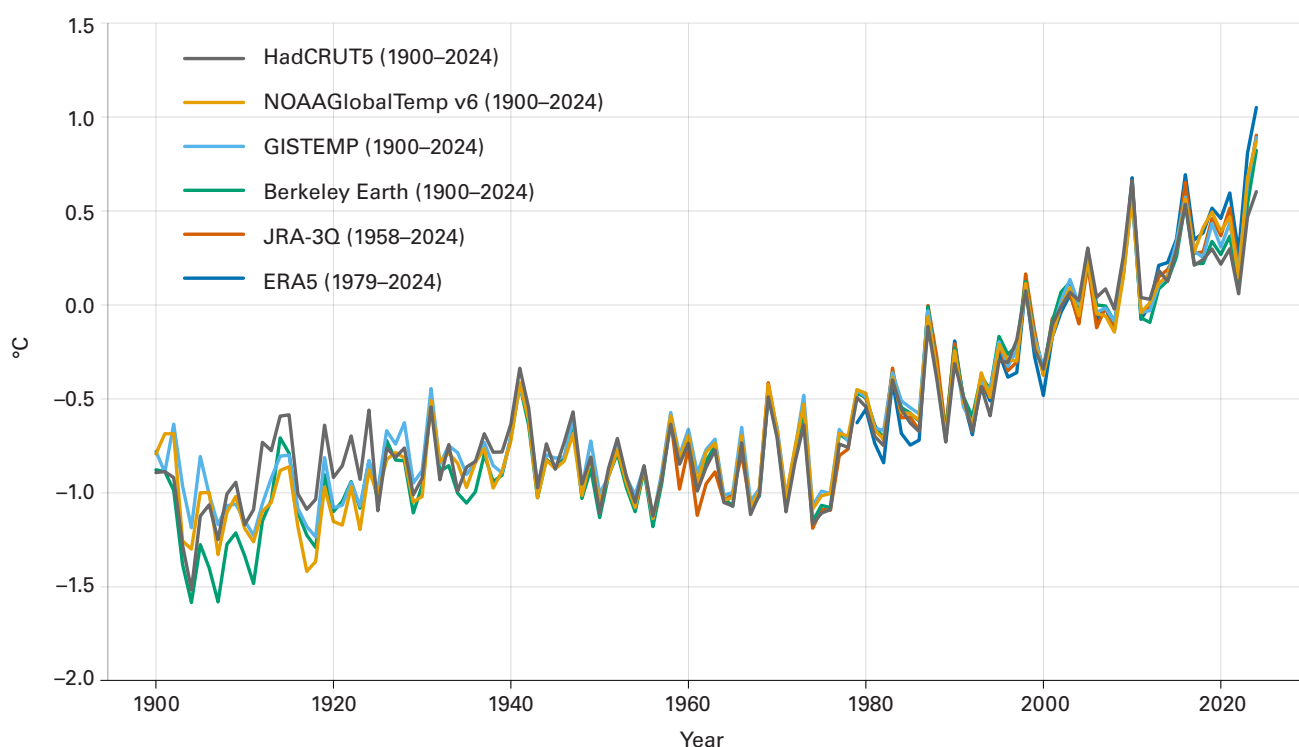 1.5
1.0
0.5
0.0
−0.5
−1.0
−1.5
−2.0
°C
HadCRUT5 (1900–2024)
NOAAGlobalTemp v6 (1900–2024)
GISTEMP (1900–2024)
Berkeley Earth (1900–2024)
JRA-3Q (1958–2024)
ERA5 (1979–2024)
1900 1920 1940 1960 1980 2000 2020
Year